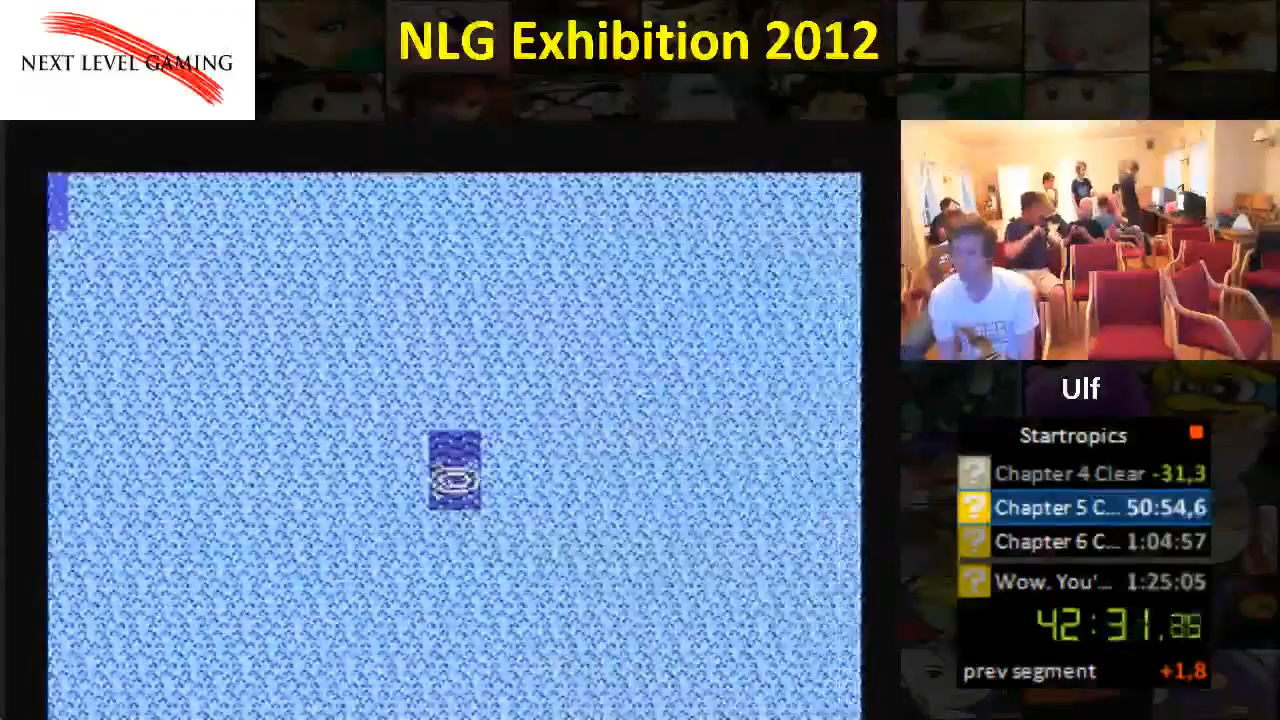 NEXT LEVEL GAMING
NLG Exhibition 2012
Ulf
Startropics
? Chapter 4 Clear -31,3
? Chapter 5 C... 50:54,6
? Chapter 6 C... 1:04:57
? Wow. You'... 1:25:05
42:31.
prev segment +1,8